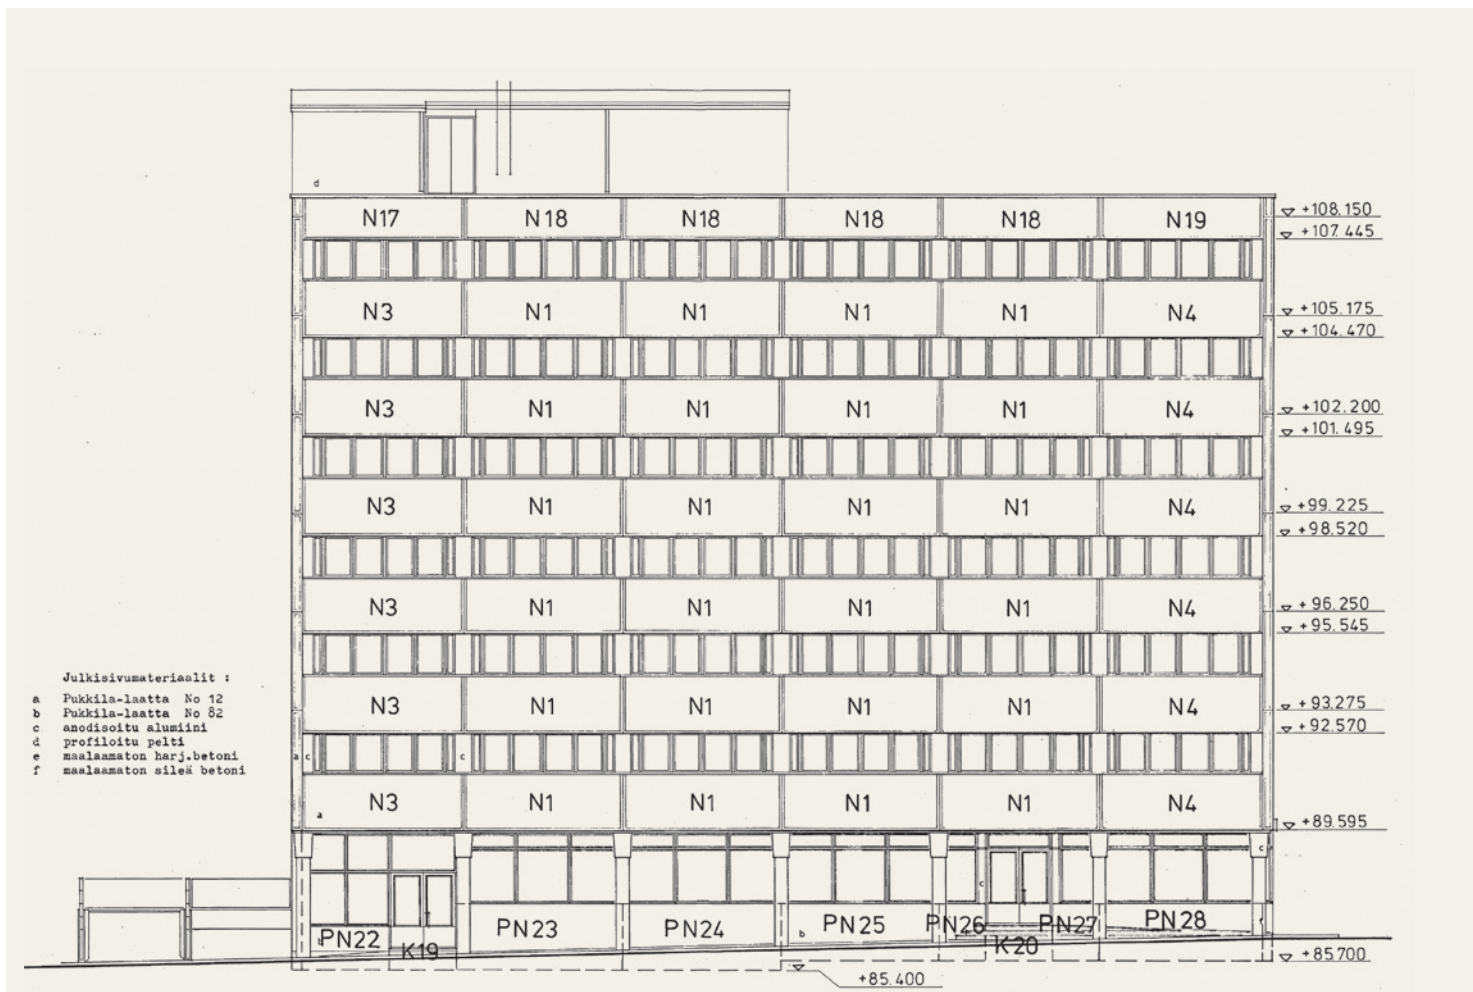 d
N17 N18 N18 N18 N18 N19
+108.150
+107.445
N3 N1 N1 N1 N1 N4
+105.175
+104.470
N3 N1 N1 N1 N1 N4
+102.200
+101.495
N3 N1 N1 N1 N1 N4
+99.225
+98.520
N3 N1 N1 N1 N1 N4
+96.250
+95.545
Julkisivumateriaalit :
a Pukkila-laatta No 12
b Pukkila-laatta No 82
c. anodisoitu alumiini
d profiloitu pelti
e maalaamaton harj.betoni
f maalaamaton sileä betoni
N3 N1 N1 N1 N1 N4
+93.275
+92.570
a c c
N3 N1 N1 N1 N1 N4
a
+89.595
c
c
PN22 PN23 PN24 b PN25 PN26 PN27 PN28
K19 K20
+85700
+85.400